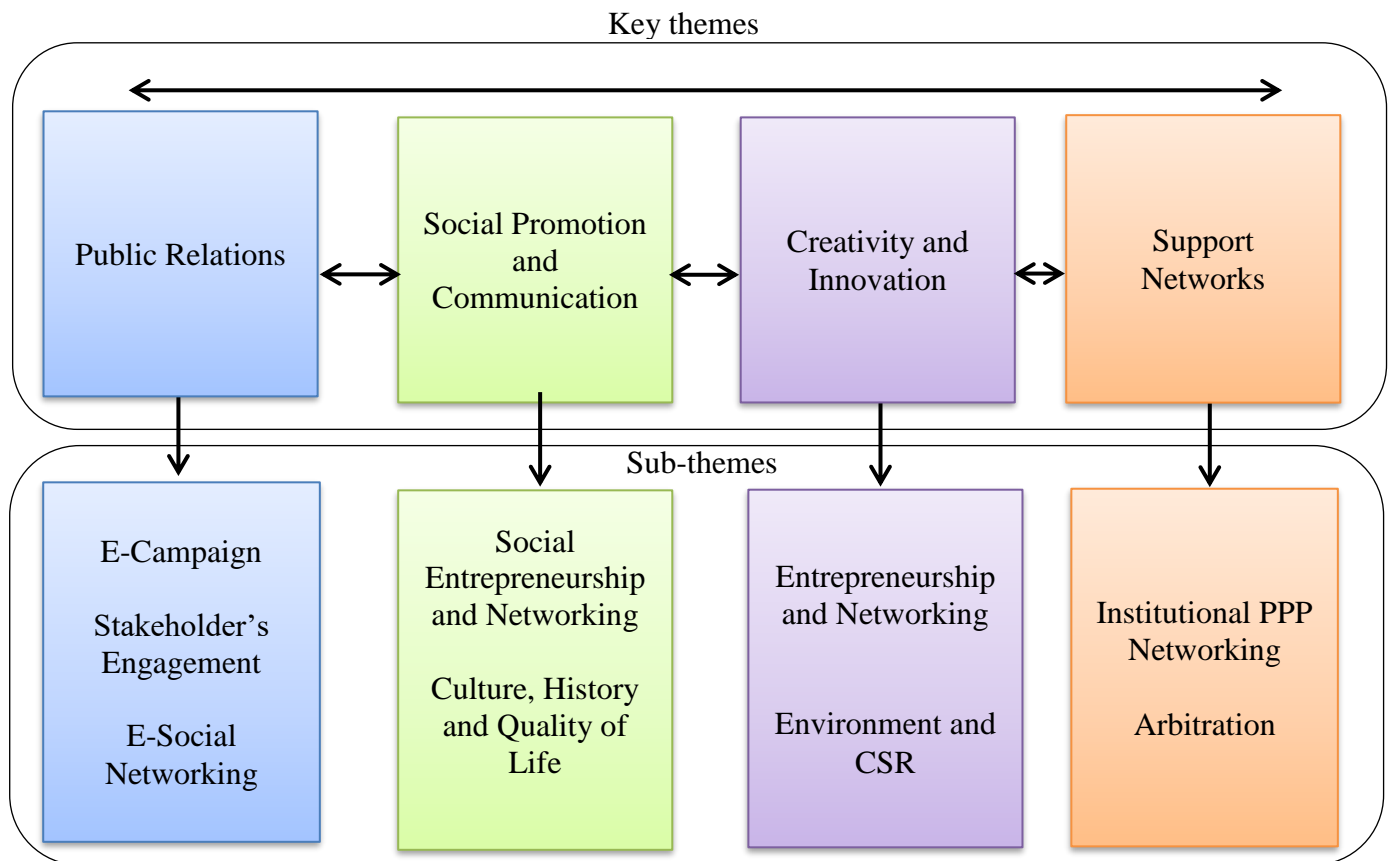 Key themes
Public Relations
Social Promotion
and
Communication
Creativity and
Innovation
Support
Networks
Sub-themes
E-Campaign
Stakeholder’s
Engagement
E-Social
Networking
Social
Entrepreneurship
and Networking
Culture, History
and Quality of
Life
Entrepreneurship
and Networking
Environment and
CSR
Institutional PPP
Networking
Arbitration